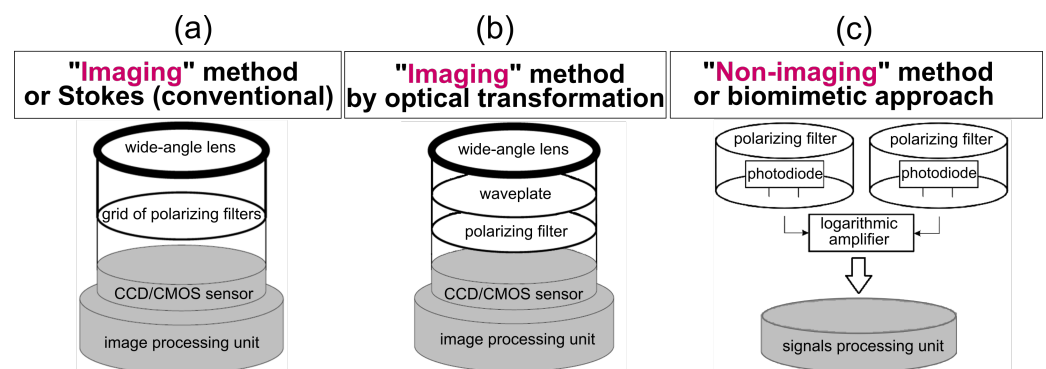 (a)
"Imaging" method
or Stokes (conventional)
wide-angle lens
grid of polarizing filters
CCD/CMOS sensor
image processing unit
(b)
"Imaging" method
by optical transformation
wide-angle lens
waveplate
polarizing filter
CCD/CMOS sensor
image processing unit
(c)
"Non-imaging" method
or biomimetic approach
polarizing filter
photodiode
polarizing filter
photodiode
logarithmic
amplifier
signals processing unit